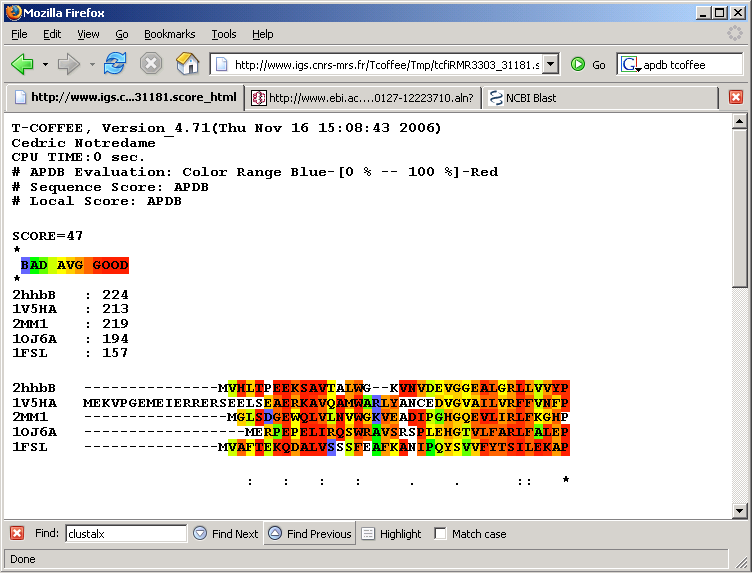 Mozilla Firefox
File Edit View Go Bookmarks Tools Help
http://www.igs.cnrs-mrs.fr/Tcoffee/Tmp/tcfiRMR3303_31181.s Go apdb tcoffee
http://www.igs.c...31181.score_html http://www.ebi.ac....0127-12223710.aln? NCBI Blast
T-COFFEE, Version_4.71(Thu Nov 16 15:08:43 2006)
Cedric Notredame
CPU TIME:0 sec.
# APDB Evaluation: Color Range Blue-[0 % -- 100 %]-Red
# Sequence Score: APDB
# Local Score: APDB
SCORE=47
*
BAD AVG GOOD
*
2hhbB : 224
1V5HA : 213
2MM1 : 219
1OJ6A : 194
1FSL : 157
2hhbB ---------------MVHLTPEEKSAVTALWG--KVNVDEVGGEALGRLLVVYP
1V5HA MEKVPGEMEIERRERSEELSEAERKAVQAMWARLYANCEDVGVAILVRFFVNFP
2MM1 ----------------MGLSDGEWQLVLNVWGKVEADIPGHGQEVLIRLFKGHP
1OJ6A ------------------MERPEPELIRQSWRAVSRSPLEHGTVLFARLFALEP
1FSL ---------------MVAFTEKQDALVSSSFEAFKANIPQYSVVFYTSILEKAP
: : : : . . :: *
Find: clustalx Find Next Find Previous Highlight Match case
Done